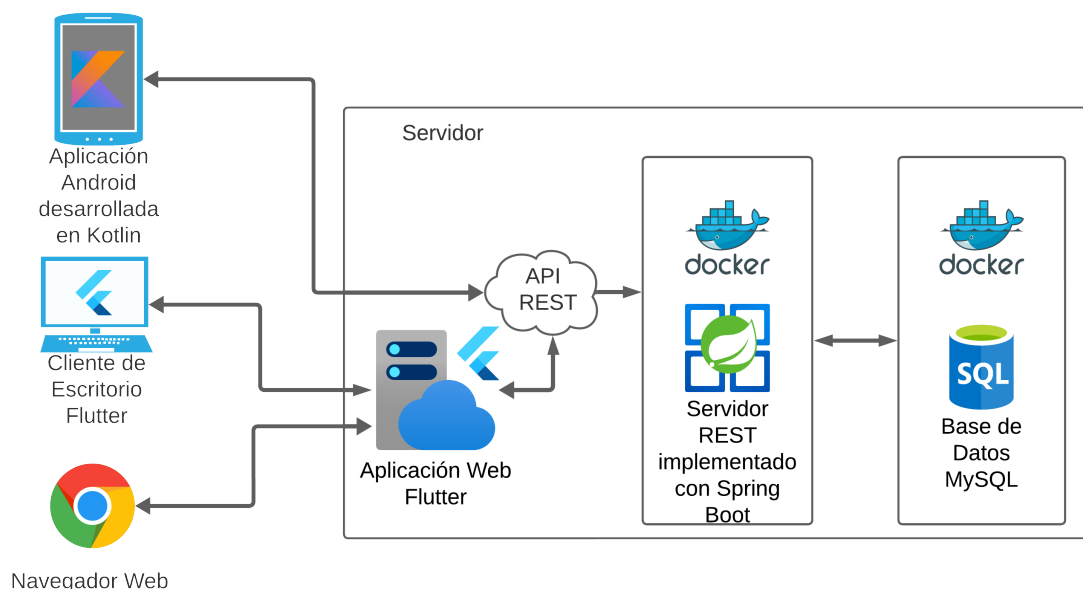 Aplicación
Android
desarrollada
en Kotlin
Cliente de
Escritorio
Flutter
Navegador Web
Servidor
API
REST
Aplicación Web
Flutter
docker
Servidor
REST
implementado
con Spring
Boot
docker
SQL
Base de
Datos
MySQL